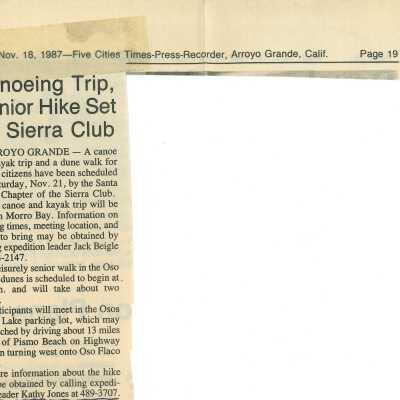 Nov. 18, 1987—Five Cities Times-Press-Recorder, Arroyo Grande, Calif. Page 19
noeing Trip,
nior Hike Set
Sierra Club
ROYO GRANDE — A canoe
yak trip and a dune walk for
citizens have been scheduled
turday, Nov. 21, by the Santa
Chapter of the Sierra Club.
canoe and kayak trip will be
n Morro Bay. Information on
g times, meeting location, and
to bring may be obtained by
g expedition leader Jack Beigle
-2147.
eisurely senior walk in the Oso
dunes is scheduled to begin at
n. and will take about two
.
ticipants will meet in the Osos
Lake parking lot, which may
ched by driving about 13 miles
of Pismo Beach on Highway
n turning west onto Oso Flaco
.
re information about the hike
be obtained by calling expedi-
eader Kathy Jones at 489-3707.